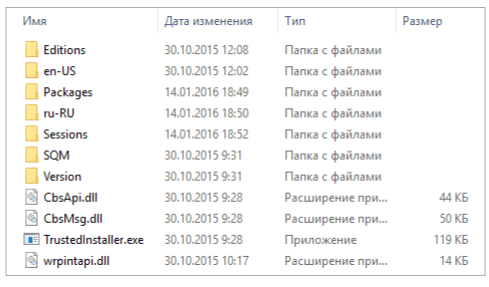 Имя Дата изменения Тип Размер
Editions 30.10.2015 12:08 Папка с файлами
en-US 30.10.2015 12:02 Папка с файлами
Packages 14.01.2016 18:49 Папка с файлами
ru-RU 14.01.2016 18:50 Папка с файлами
Sessions 14.01.2016 18:52 Папка с файлами
SQM 30.10.2015 9:31 Папка с файлами
Version 30.10.2015 9:31 Папка с файлами
CbsApi.dll 30.10.2015 9:28 Расширение при... 44 КБ
CbsMsg.dll 30.10.2015 9:28 Расширение при... 50 КБ
TrustedInstaller.exe 30.10.2015 9:28 Приложение 119 КБ
wrpintapi.dll 30.10.2015 10:17 Расширение при... 14 КБ